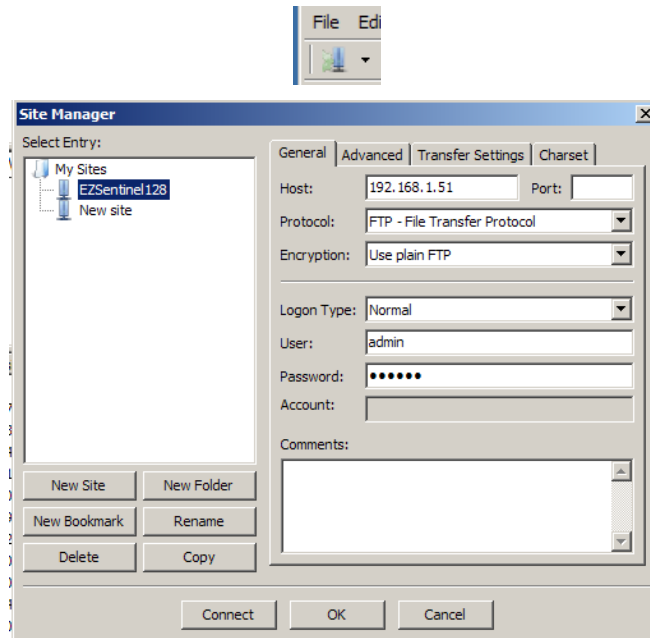 File Edi
Site Manager
Select Entry:
My Sites
EZSentinel128
New site
New Site New Folder
New Bookmark Rename
Delete Copy
General Advanced Transfer Settings Charset
Host: 192.168.1.51 Port:
Protocol: FTP - File Transfer Protocol
Encryption: Use plain FTP
Logon Type: Normal
User: admin
Password: ●●●●●●
Account:
Comments:
Connect OK Cancel